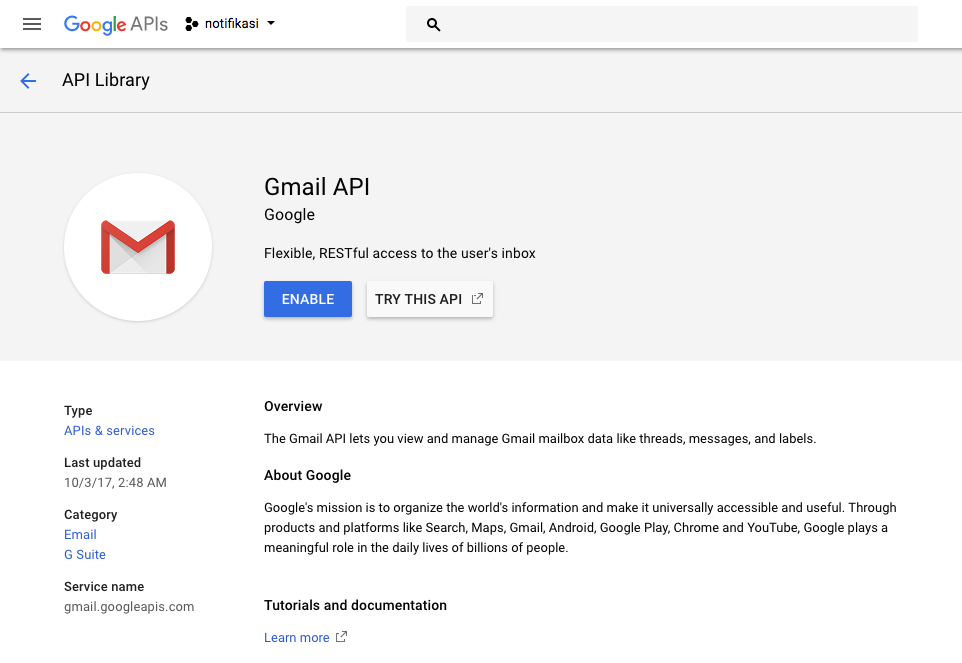 Google APIs notifikasi
API Library
Gmail API
Google
Flexible, RESTful access to the user's inbox
ENABLE TRY THIS API
Type
APIs & services
Last updated
10/3/17, 2:48 AM
Category
Email
G Suite
Service name
gmail.googleapis.com
Overview
The Gmail API lets you view and manage Gmail mailbox data like threads, messages, and labels.
About Google
Google's mission is to organize the world's information and make it universally accessible and useful. Through
products and platforms like Search, Maps, Gmail, Android, Google Play, Chrome and YouTube, Google plays a
meaningful role in the daily lives of billions of people.
Tutorials and documentation
Learn more